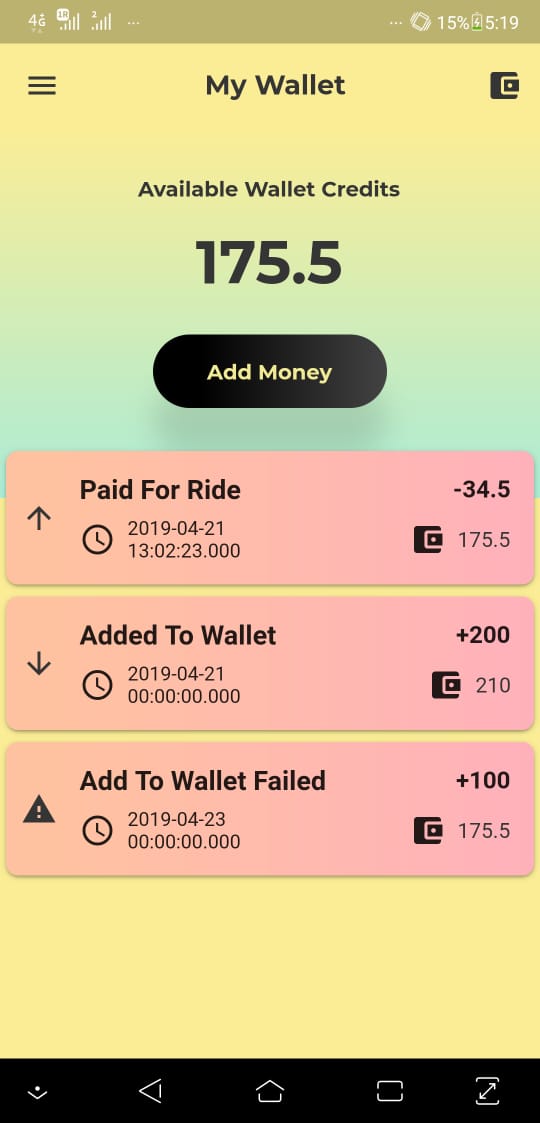 4G 1R 2 ... ... 15% 5:19
My Wallet
Available Wallet Credits
175.5
Add Money
Paid For Ride -34.5
2019-04-21
13:02:23.000 175.5
Added To Wallet +200
2019-04-21
00:00:00.000 210
Add To Wallet Failed +100
2019-04-23
00:00:00.000 175.5